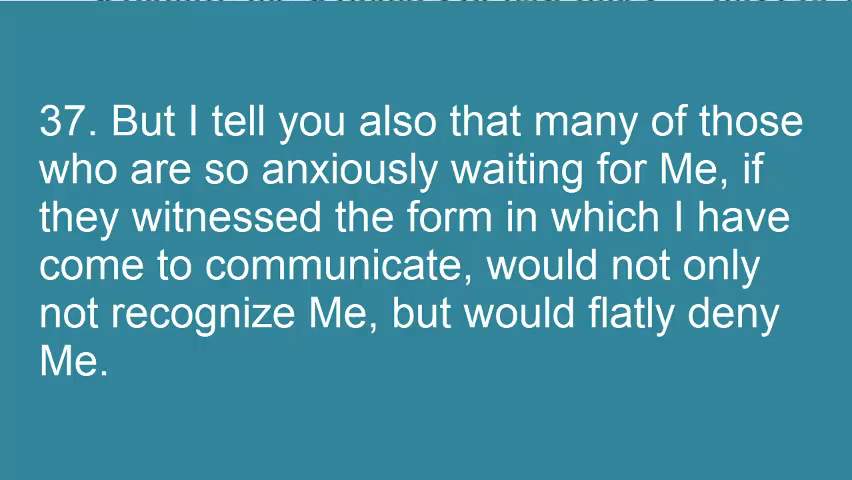 37. But I tell you also that many of those
who are so anxiously waiting for Me, if
they witnessed the form in which I have
come to communicate, would not only
not recognize Me, but would flatly deny
Me.